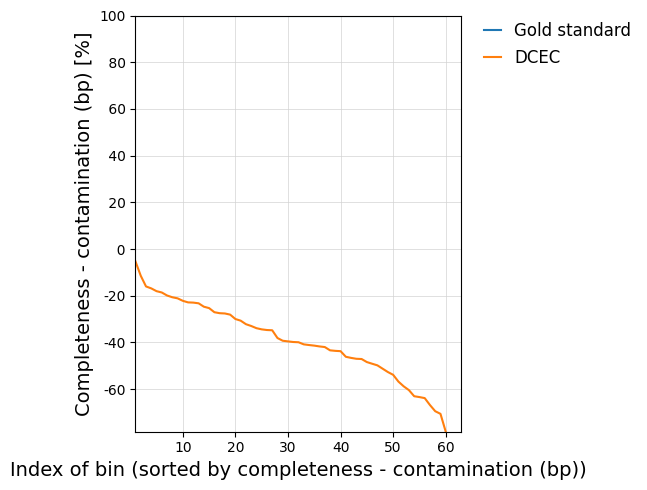 Completeness - contamination (bp) [%]
100
80
60
40
20
0
-20
-40
-60
10 20 30 40 50 60
Index of bin (sorted by completeness - contamination (bp))
Gold standard
DCEC